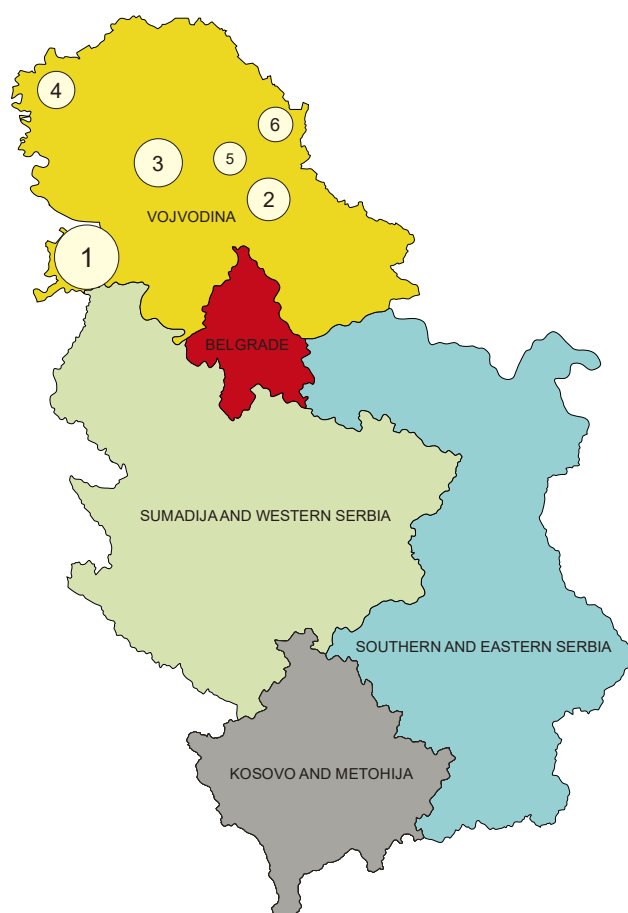 4
6
5
3
2
VOJVODINA
1
BELGRADE
SUMADIJA AND WESTERN SERBIA
SOUTHERN AND EASTERN SERBIA
KOSOVO AND METOHIJA